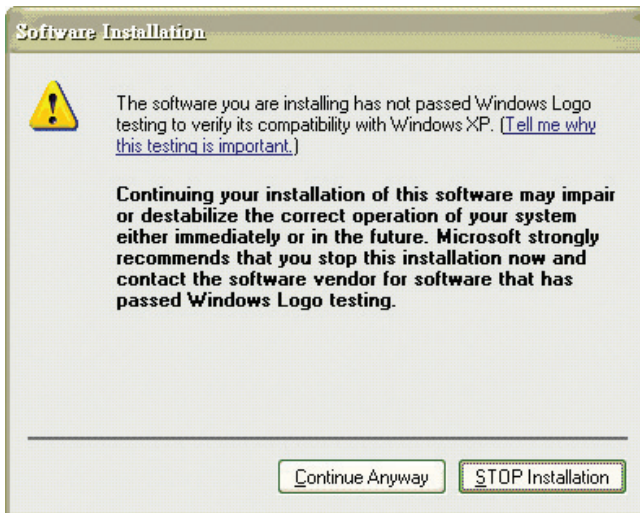 Software Installation
The software you are installing has not passed Windows Logo
testing to verify its compatibility with Windows XP. (Tell me why
this testing is important.)
Continuing your installation of this software may impair
or destabilize the correct operation of your system
either immediately or in the future. Microsoft strongly
recommends that you stop this installation now and
contact the software vendor for software that has
passed Windows Logo testing.
Continue Anyway
STOP Installation